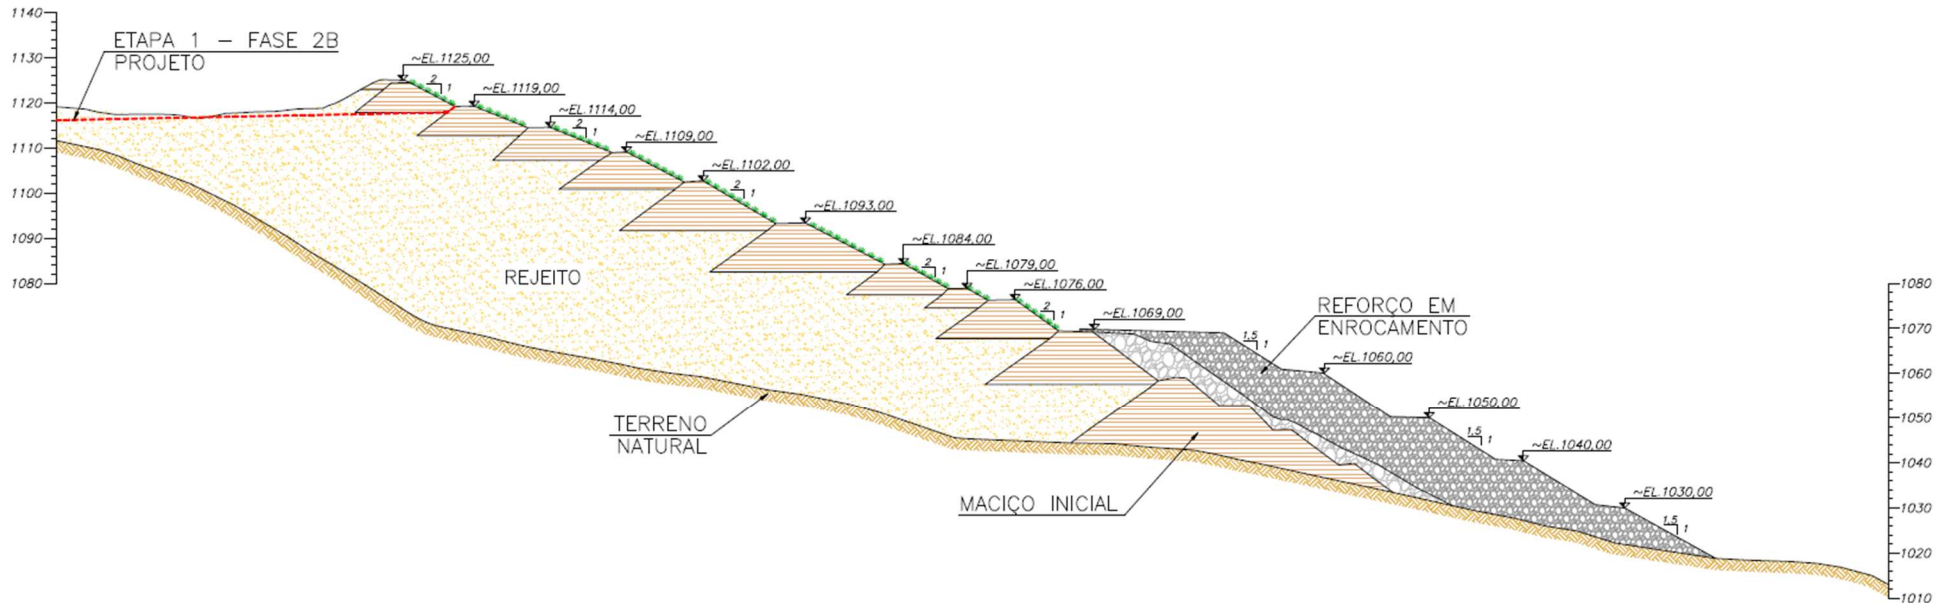 1140
1130
1120
1110
1100
1090
1080
ETAPA 1 – FASE 2B
PROJETO
~EL.1125,00
2
1
~EL.1119,00
~EL.1114,00
2
1
~EL.1109,00
~EL.1102,00
2
1
~EL.1093,00
~EL.1084,00
2
1
~EL.1079,00
~EL.1076,00
2
1
~EL.1069,00
REJEITO
REFORÇO EM
ENROCAMENTO
1,5
1
~EL.1060,00
~EL.1050,00
1,5
1
~EL.1040,00
~EL.1030,00
1,5
1
TERRENO
NATURAL
MACIÇO INICIAL
1080
1070
1060
1050
1040
1030
1020
1010